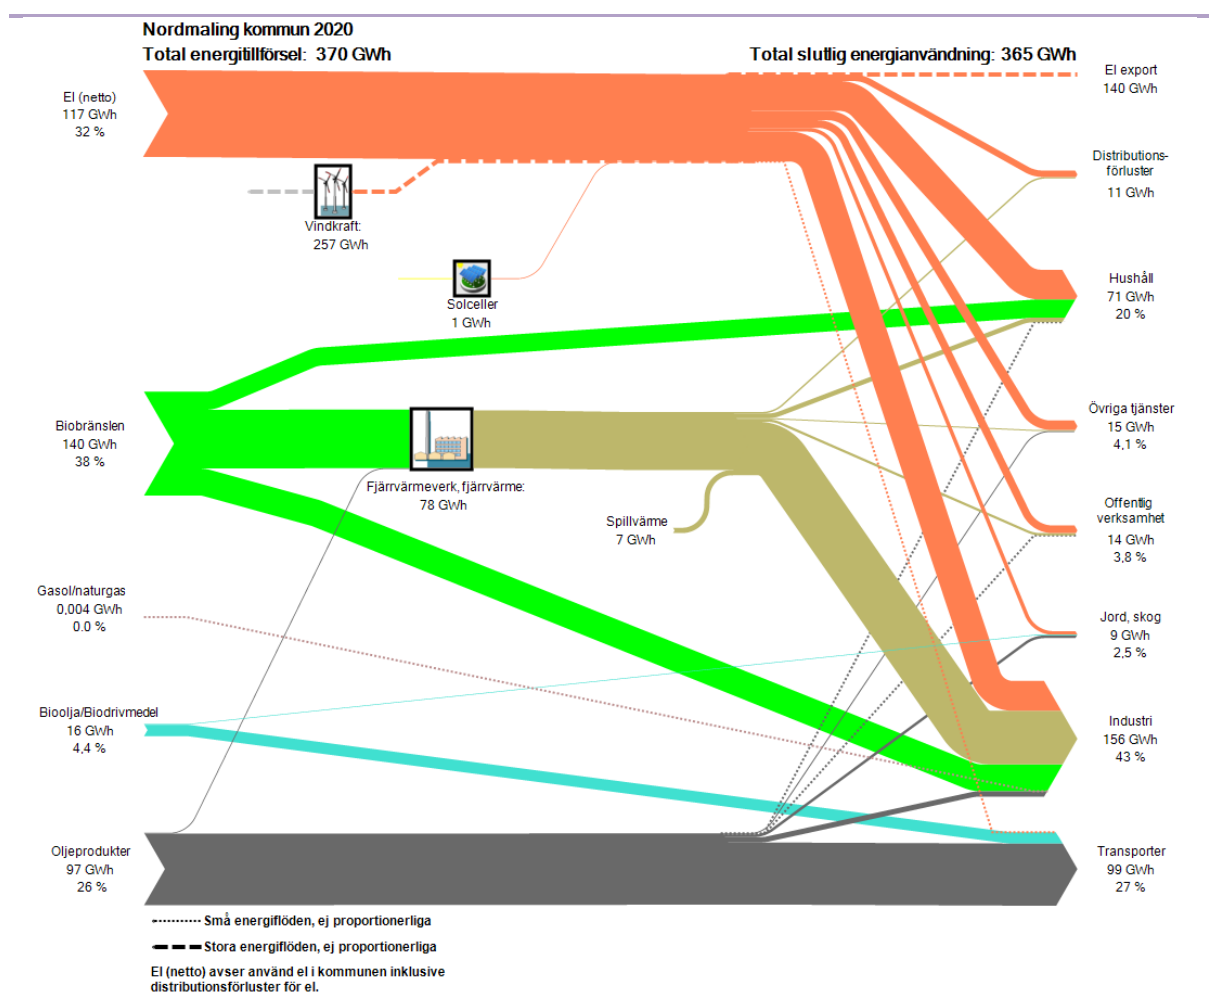 Nordmaling kommun 2020
Total energitillförsel: 370 GWh
Total slutlig energianvändning: 365 GWh
El (netto)
117 GWh
32 %
El export
140 GWh
Distributions-
förluster
11 GWh
Vindkraft:
257 GWh
Solceller
1 GWh
Hushåll
71 GWh
20 %
Biobränslen
140 GWh
38 %
Fjärrvärmeverk, fjärrvärme:
78 GWh
Spillvärme
7 GWh
Övriga tjänster
15 GWh
4,1 %
Offentlig
verksamhet
14 GWh
3,8 %
Gasol/naturgas
0,004 GWh
0.0 %
Jord, skog
9 GWh
2,5 %
Bioolja/Biodrivmedel
16 GWh
4,4 %
Industri
156 GWh
43 %
Oljeprodukter
97 GWh
26 %
Transporter
99 GWh
27 %
Små energiflöden, ej proportionerliga
Stora energiflöden, ej proportionerliga
El (netto) avser använd el i kommunen inklusive
distributionsförluster för el.